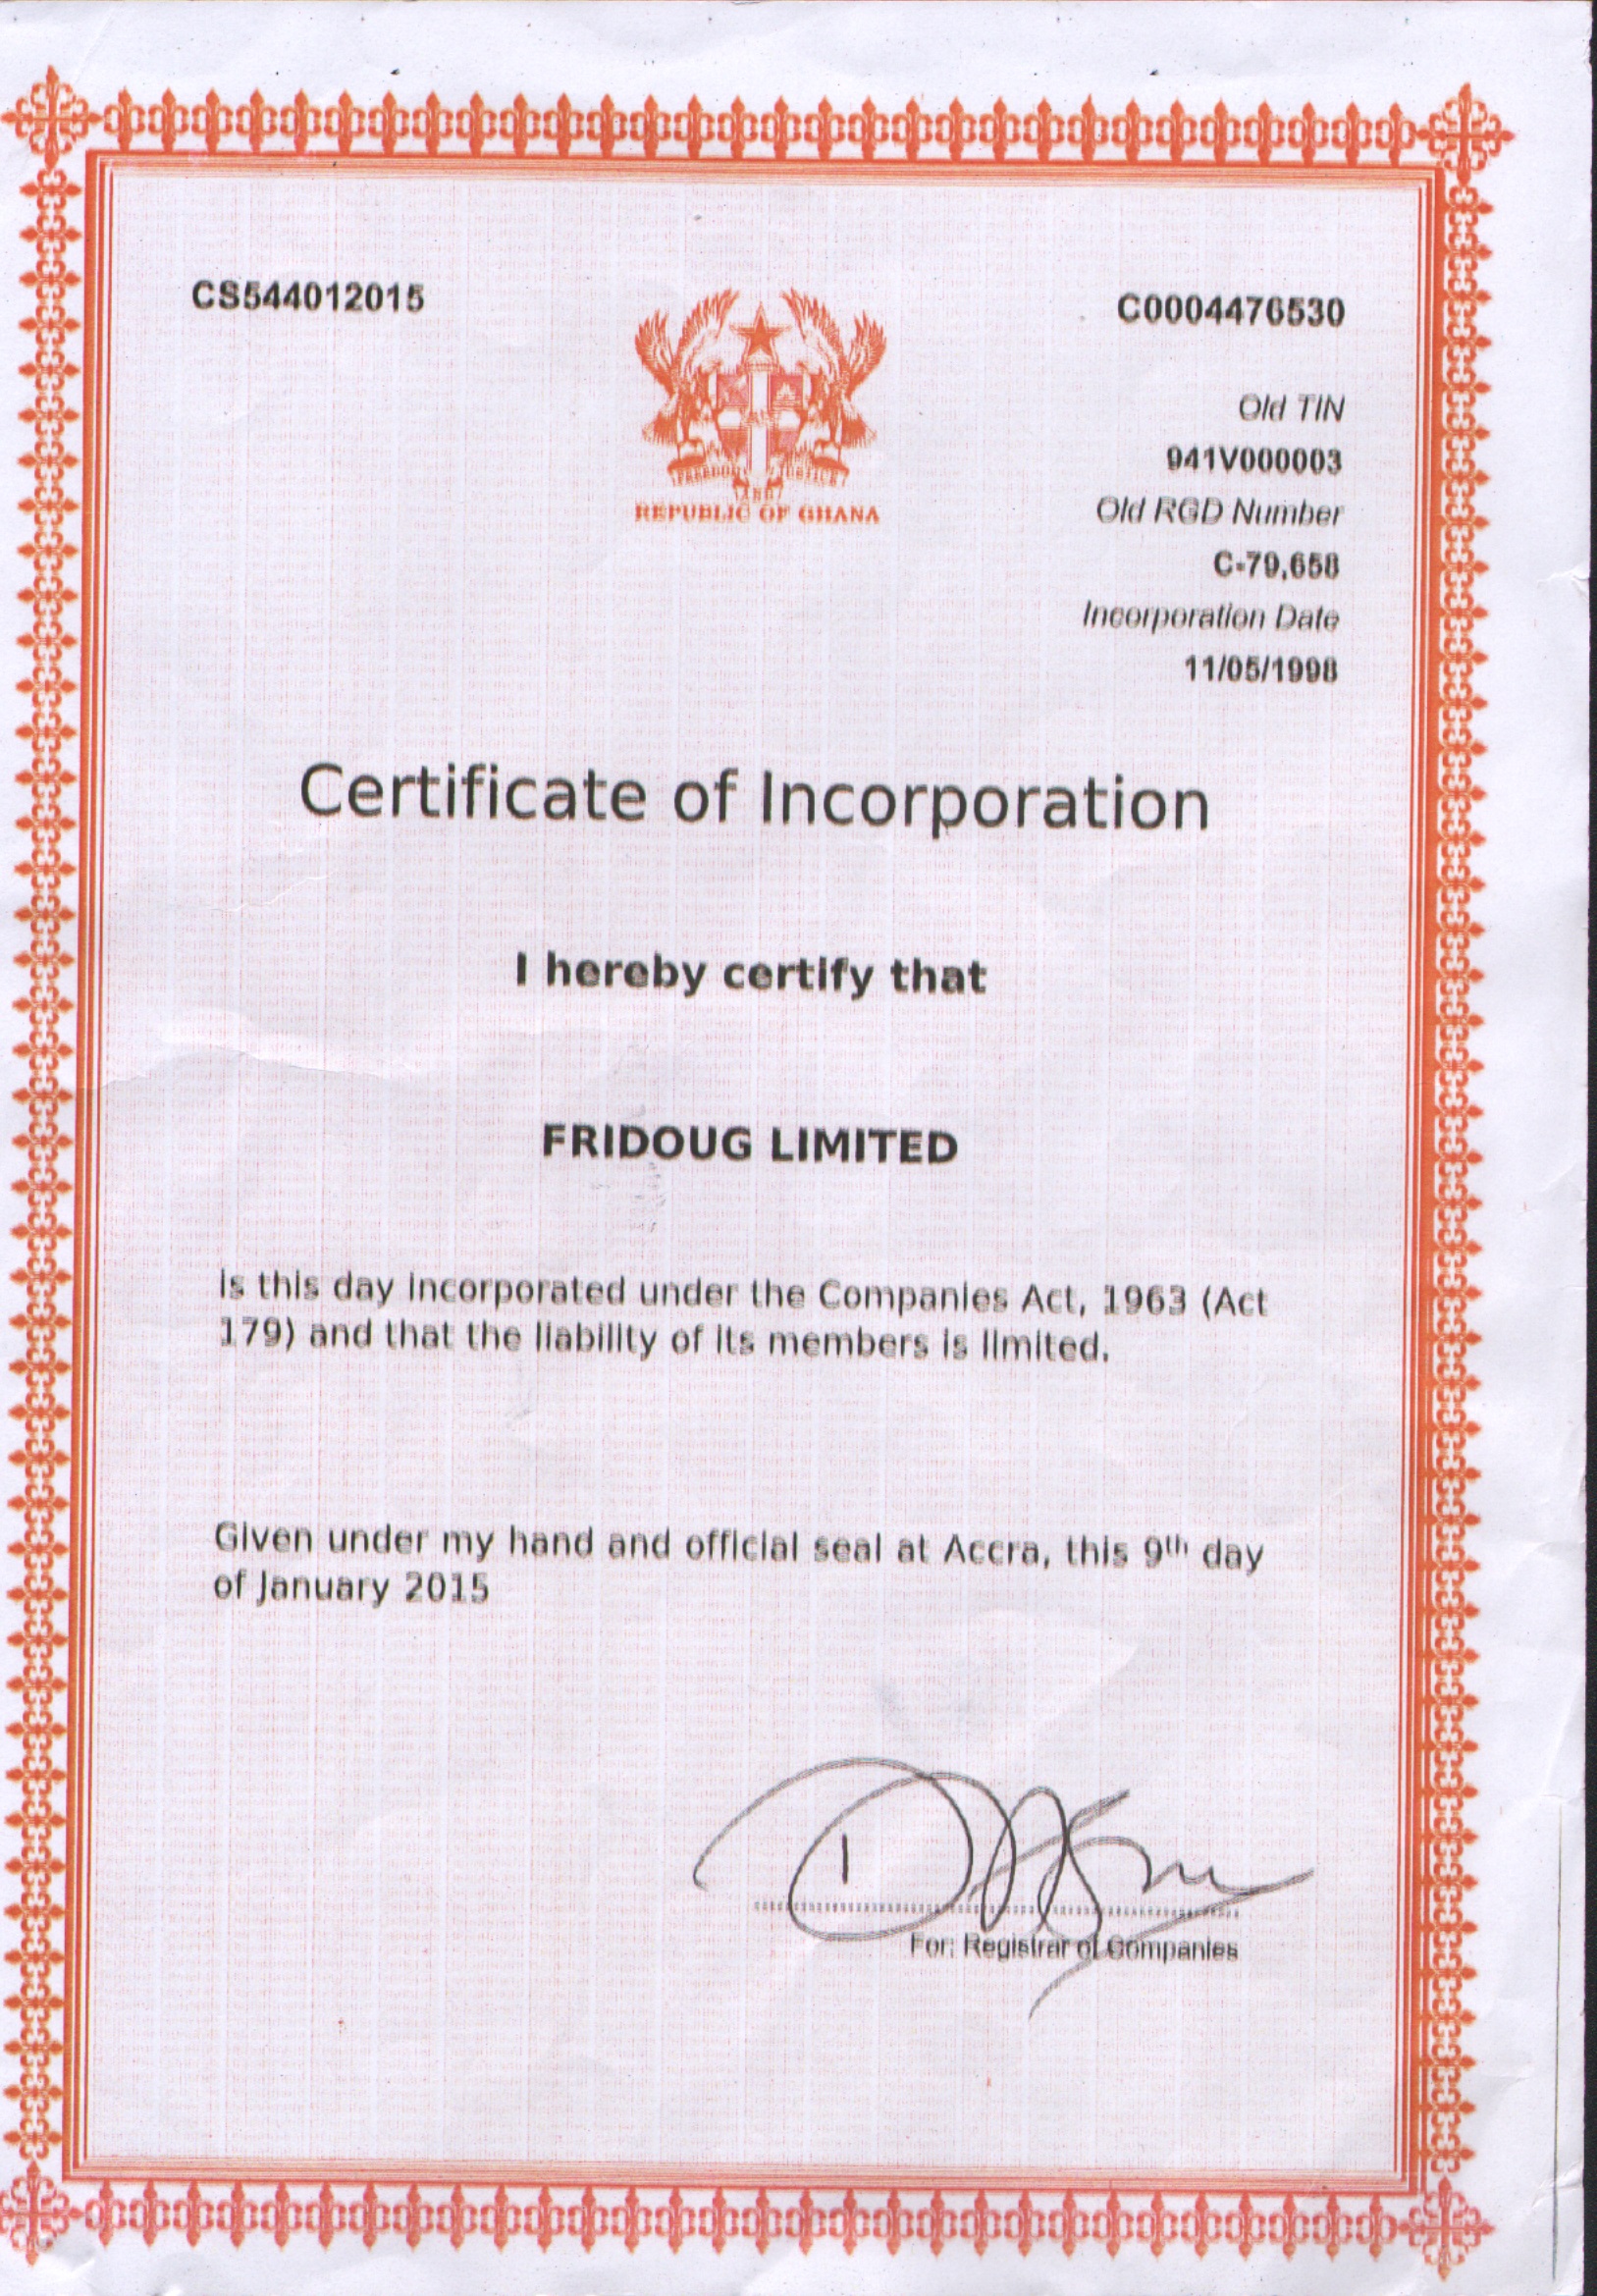 CS544012015
C0004476530
Old TIN
941V000003
Old RGD Number
C-79,658
Incorporation Date
11/05/1998
FREEDOM AND JUSTICE
REPUBLIC OF GHANA
Certificate of Incorporation
I hereby certify that
FRIDOUG LIMITED
is this day incorporated under the Companies Act, 1963 (Act
179) and that the liability of its members is limited.
Given under my hand and official seal at Accra, this 9th day
of January 2015
For: Registrar of Companies